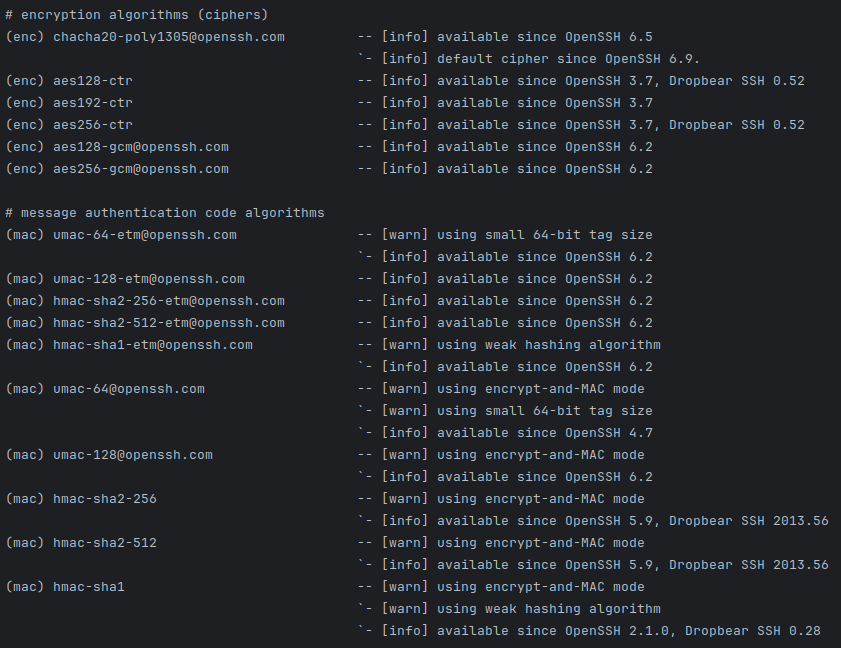 # encryption algorithms (ciphers)
(enc) chacha20-poly1305@openssh.com         -- [info] available since OpenSSH 6.5
                                            `- [info] default cipher since OpenSSH 6.9.
(enc) aes128-ctr                            -- [info] available since OpenSSH 3.7, Dropbear SSH 0.52
(enc) aes192-ctr                            -- [info] available since OpenSSH 3.7
(enc) aes256-ctr                            -- [info] available since OpenSSH 3.7, Dropbear SSH 0.52
(enc) aes128-gcm@openssh.com                -- [info] available since OpenSSH 6.2
(enc) aes256-gcm@openssh.com                -- [info] available since OpenSSH 6.2

# message authentication code algorithms
(mac) umac-64-etm@openssh.com               -- [warn] using small 64-bit tag size
                                            `- [info] available since OpenSSH 6.2
(mac) umac-128-etm@openssh.com              -- [info] available since OpenSSH 6.2
(mac) hmac-sha2-256-etm@openssh.com         -- [info] available since OpenSSH 6.2
(mac) hmac-sha2-512-etm@openssh.com         -- [info] available since OpenSSH 6.2
(mac) hmac-sha1-etm@openssh.com             -- [warn] using weak hashing algorithm
                                            `- [info] available since OpenSSH 6.2
(mac) umac-64@openssh.com                   -- [warn] using encrypt-and-MAC mode
                                            `- [warn] using small 64-bit tag size
                                            `- [info] available since OpenSSH 4.7
(mac) umac-128@openssh.com                  -- [warn] using encrypt-and-MAC mode
                                            `- [info] available since OpenSSH 6.2
(mac) hmac-sha2-256                         -- [warn] using encrypt-and-MAC mode
                                            `- [info] available since OpenSSH 5.9, Dropbear SSH 2013.56
(mac) hmac-sha2-512                         -- [warn] using encrypt-and-MAC mode
                                            `- [info] available since OpenSSH 5.9, Dropbear SSH 2013.56
(mac) hmac-sha1                             -- [warn] using encrypt-and-MAC mode
                                            `- [warn] using weak hashing algorithm
                                            `- [info] available since OpenSSH 2.1.0, Dropbear SSH 0.28